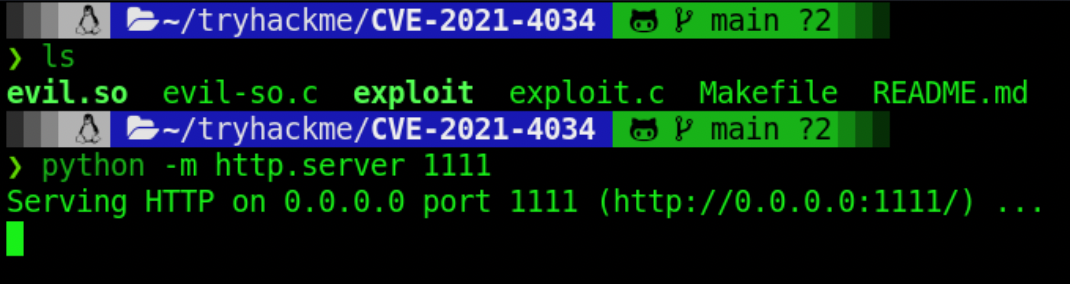 ~/tryhackme/CVE-2021-4034 main ?2
❯ ls
evil.so evil-so.c exploit exploit.c Makefile README.md
~/tryhackme/CVE-2021-4034 main ?2
❯ python -m http.server 1111
Serving HTTP on 0.0.0.0 port 1111 (http://0.0.0.0:1111/) ...